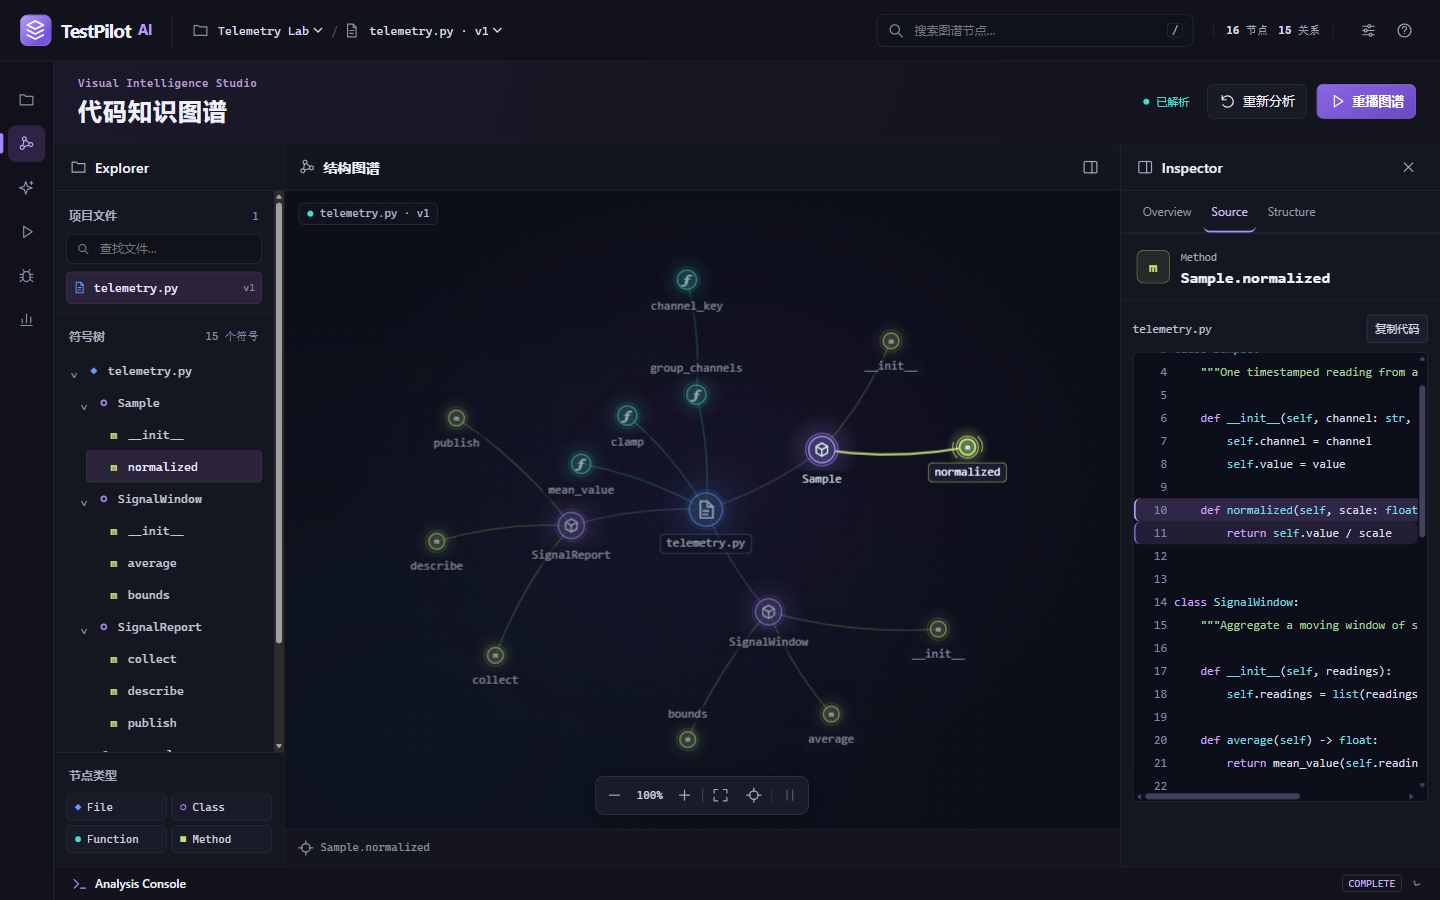 TestPilot AI
Telemetry Lab / telemetry.py · v1
搜索图谱节点... /
16 节点 15 关系
Visual Intelligence Studio
代码知识图谱
已解析
重新分析
重播图谱
Explorer
项目文件 1
查找文件...
telemetry.py v1
符号树 15 个符号
telemetry.py
Sample
m __init__
m normalized
SignalWindow
m __init__
m average
m bounds
SignalReport
m collect
m describe
m publish
节点类型
File
Class
Function
Method
结构图谱
telemetry.py · v1
channel_key
__init__
group_channels
publish
clamp
normalized
Sample
mean_value
telemetry.py
SignalReport
describe
SignalWindow
__init__
collect
bounds
average
100%
Sample.normalized
Inspector
Overview Source Structure
m
Method
Sample.normalized
telemetry.py
复制代码
4 """One timestamped reading from a
5
6 def __init__(self, channel: str,
7 self.channel = channel
8 self.value = value
9
10 def normalized(self, scale: float
11 return self.value / scale
12
13
14 class SignalWindow:
15 """Aggregate a moving window of s
16
17 def __init__(self, readings):
18 self.readings = list(readings
19
20 def average(self) -> float:
21 return mean_value(self.readin
22
Analysis Console
COMPLETE